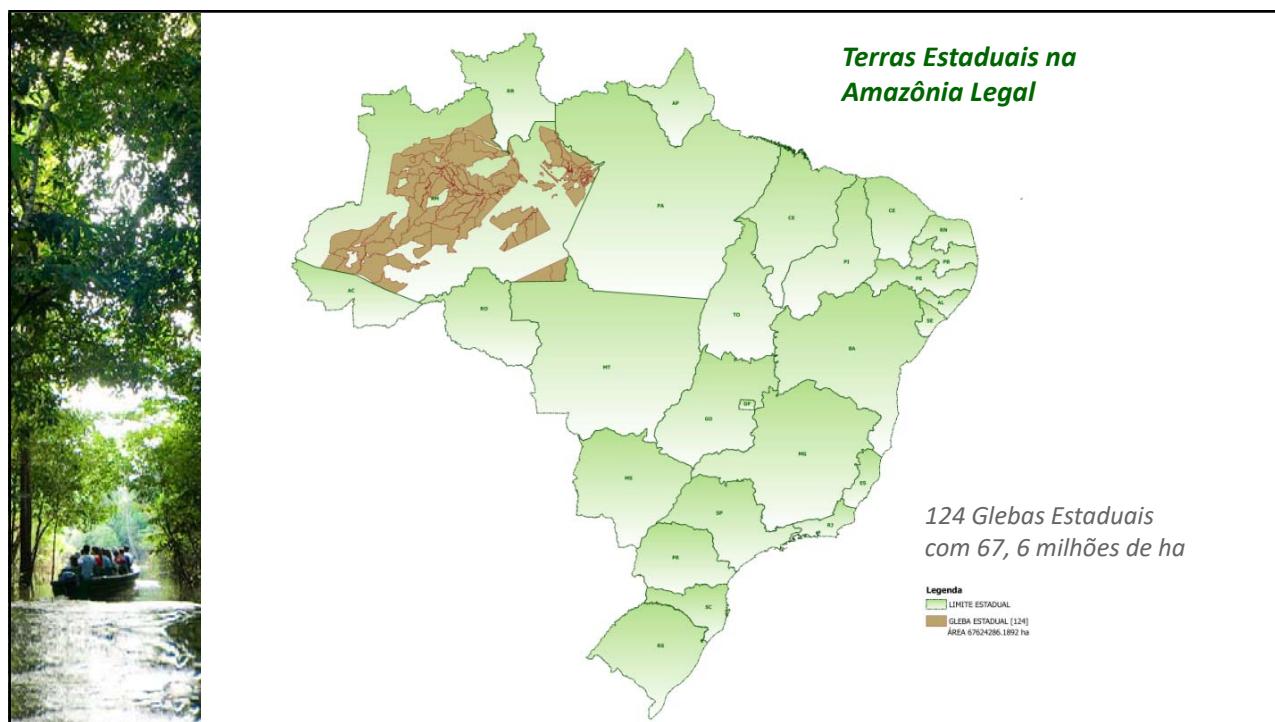 Terras Estaduais na
Amazônia Legal
RR
AP
AM
PA
CE
CE
RN
PB
PI
PE
AL
SE
AC
RO
TO
BA
MT
DF
GO
MG
MS
ES
SP
RJ
PR
SC
RS
124 Glebas Estaduais
com 67, 6 milhões de ha
Legenda
LIMITE ESTADUAL
GLEBA ESTADUAL [124]
ÁREA 67624286.1892 ha